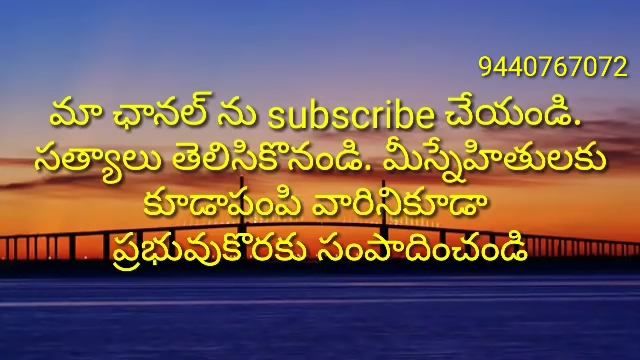 9440767072
మా ఛానల్ ను subscribe చేయండి.
సత్యాలు తెలిసికొనండి. మీస్నేహితులకు
కూడాపంపి వారినికూడా
ప్రభువుకొరకు సంపాదించండి